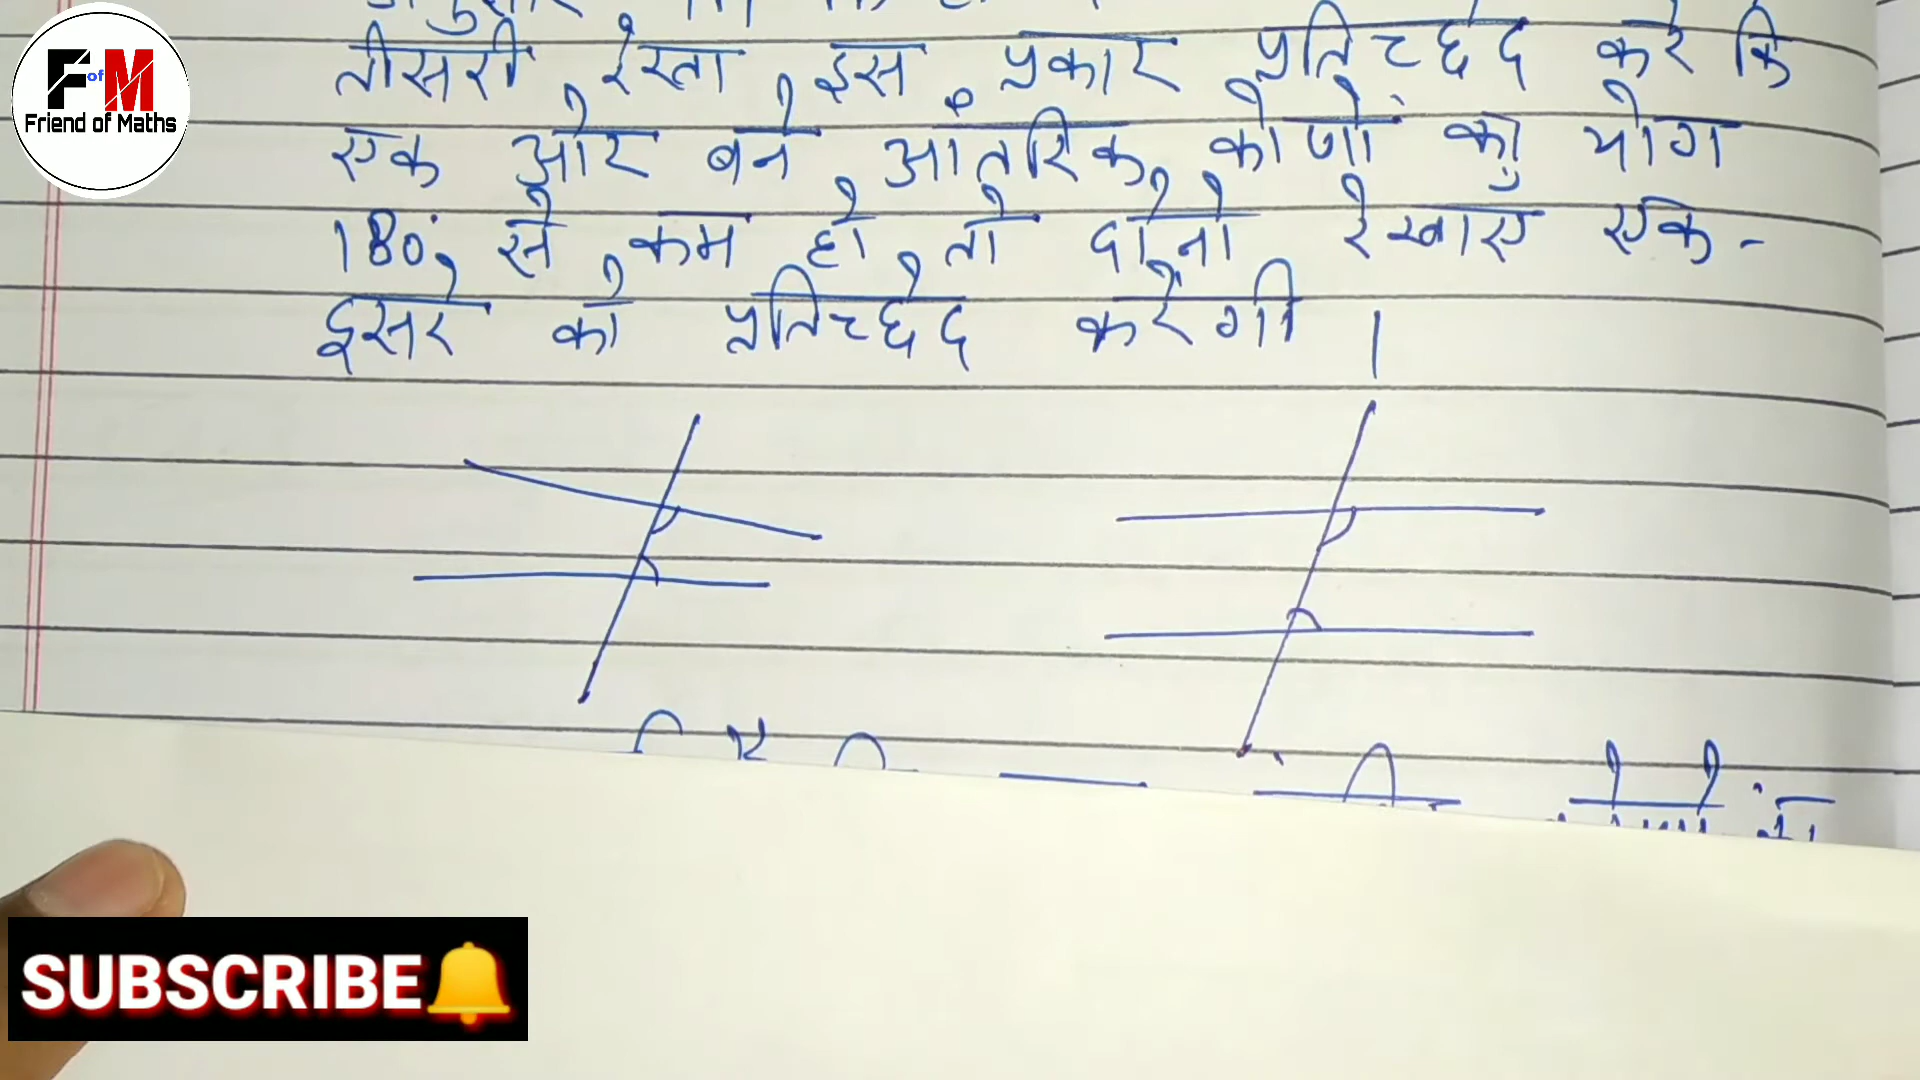 F of M
Friend of Maths
तीसरी रेखा इस प्रकार प्रतिच्छेद करे कि
एक ओर बने आंतरिक कोणों का योग
180° से कम हो तो दोनो रेखाए एक-
दूसरे को प्रतिच्छेद करेंगी ।
SUBSCRIBE